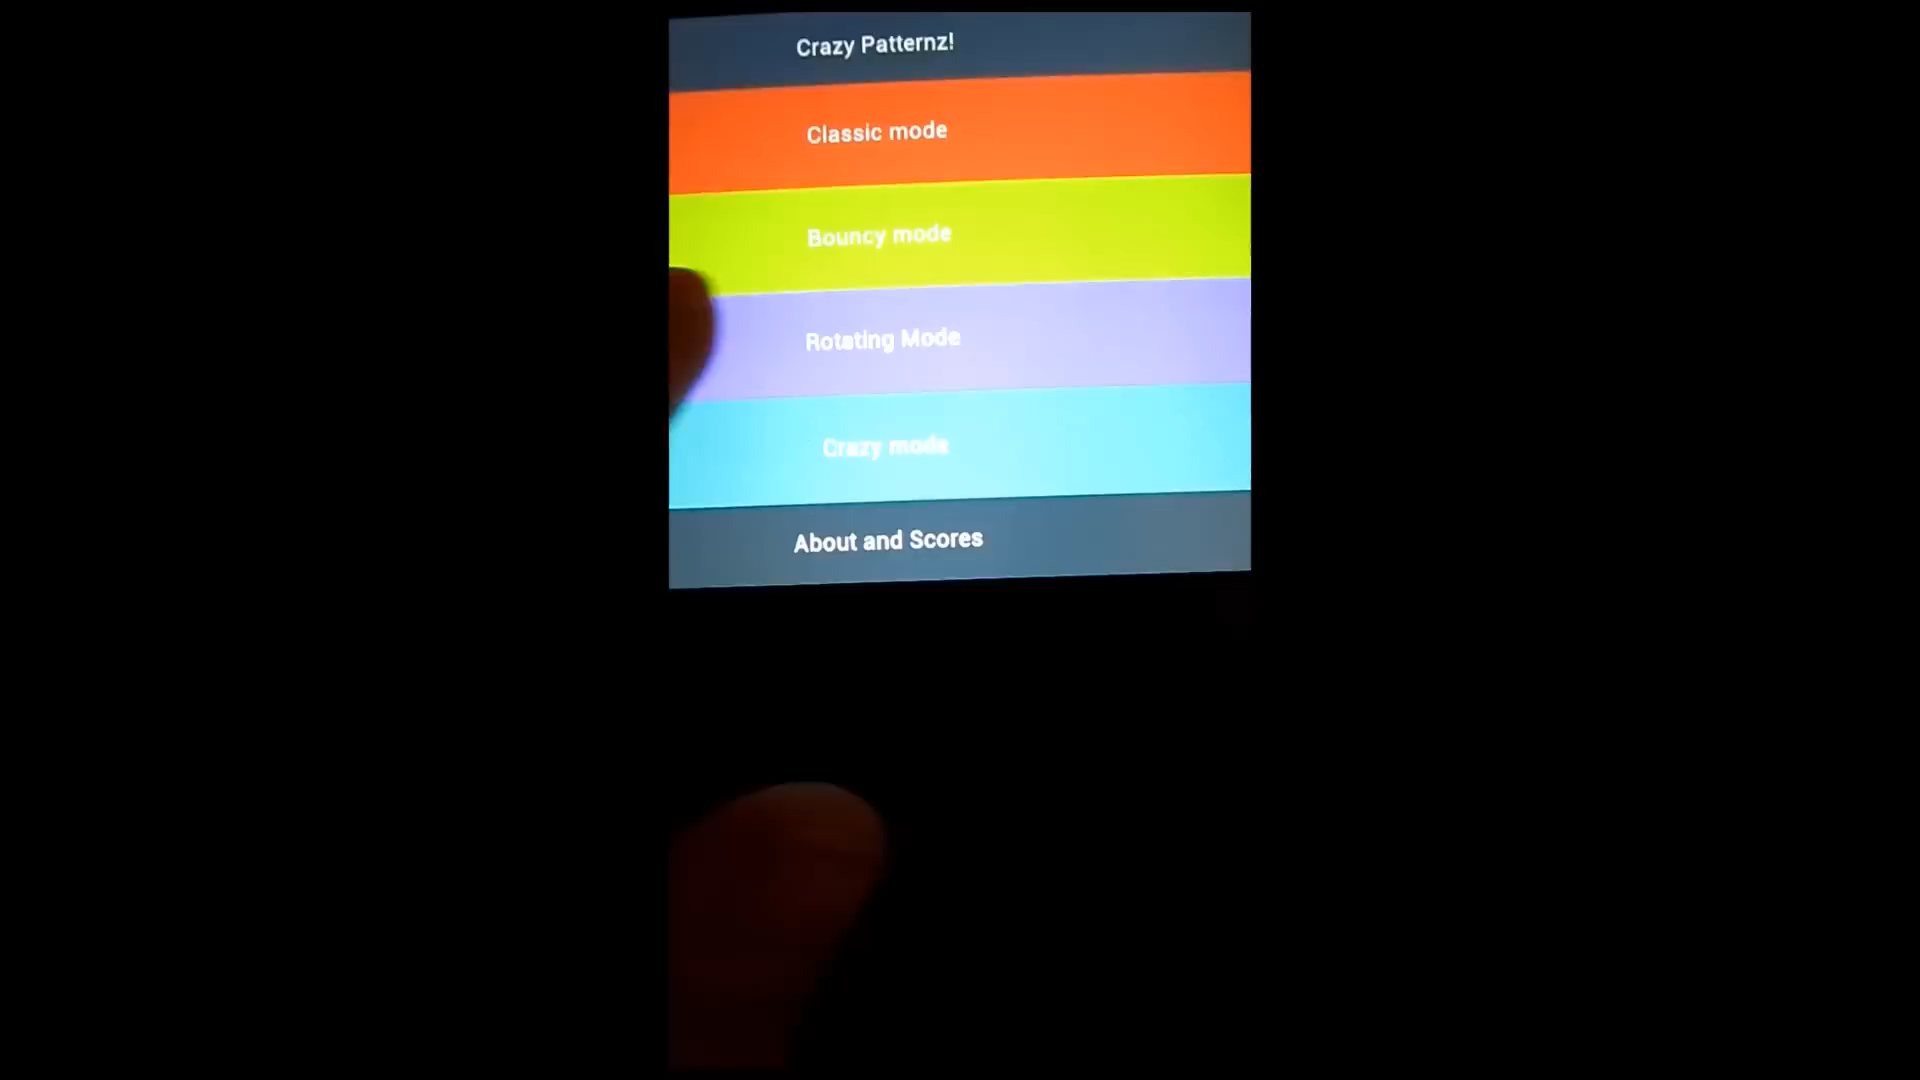 Crazy Patternz!
Classic mode
Bouncy mode
Rotating Mode
Crazy mode
About and Scores